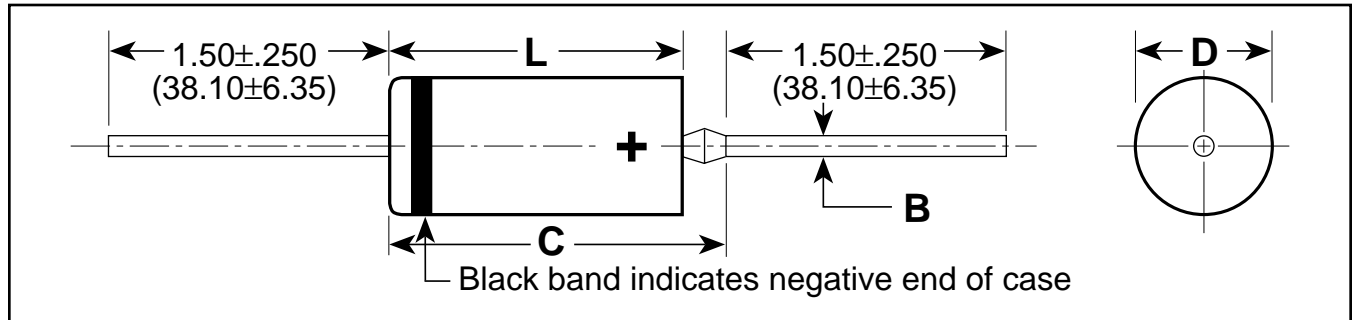 1.50±.250
(38.10±6.35)
L
1.50±.250
(38.10±6.35)
D
+
B
C
Black band indicates negative end of case